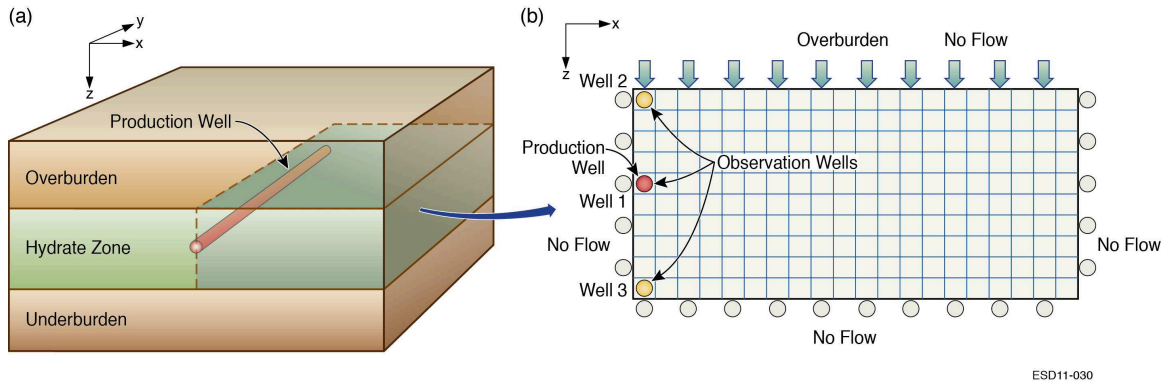 (a)
y
x
z
Production Well
Overburden
Hydrate Zone
Underburden
(b)
x
z
Overburden
No Flow
Well 2
Production
Well
Observation Wells
Well 1
No Flow
No Flow
Well 3
No Flow
ESD11-030